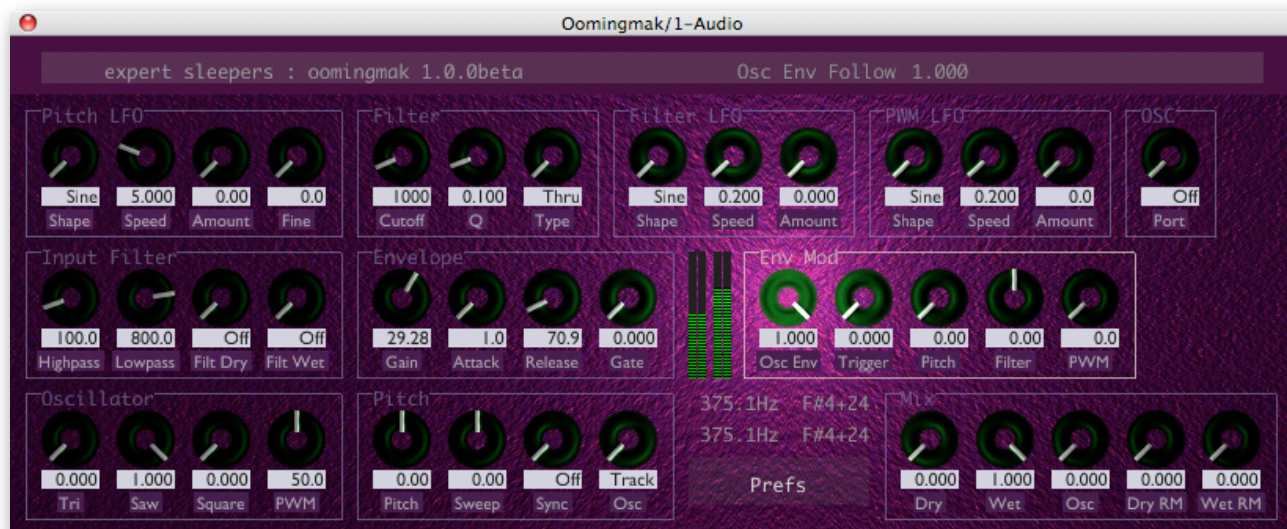 Oomingmak/1-Audio
expert sleepers : oomingmak 1.0.0beta Osc Env Follow 1.000
Pitch LFO Filter Filter LFO PWM LFO OSC
Sine 5.000 0.00 0.0 1000 0.100 Thru Sine 0.200 0.000 Sine 0.200 0.0 Off
Shape Speed Amount Fine Cutoff Q Type Shape Speed Amount Shape Speed Amount Port
Input Filter Envelope Env Mod
100.0 800.0 Off Off 29.28 1.0 70.9 0.000 1.000 0.00 0.00 0.00 0.0
Highpass Lowpass Filt Dry Filt Wet Gain Attack Release Gate Osc Env Trigger Pitch Filter PWM
Oscillator Pitch 375.1Hz F#4+24 Mix
375.1Hz F#4+24
0.000 1.000 0.000 50.0 0.00 0.00 Off Track Prefs 0.000 1.000 0.000 0.000 0.000
Tri Saw Square PWM Pitch Sweep Sync Osc Dry Wet Osc Dry RM Wet RM